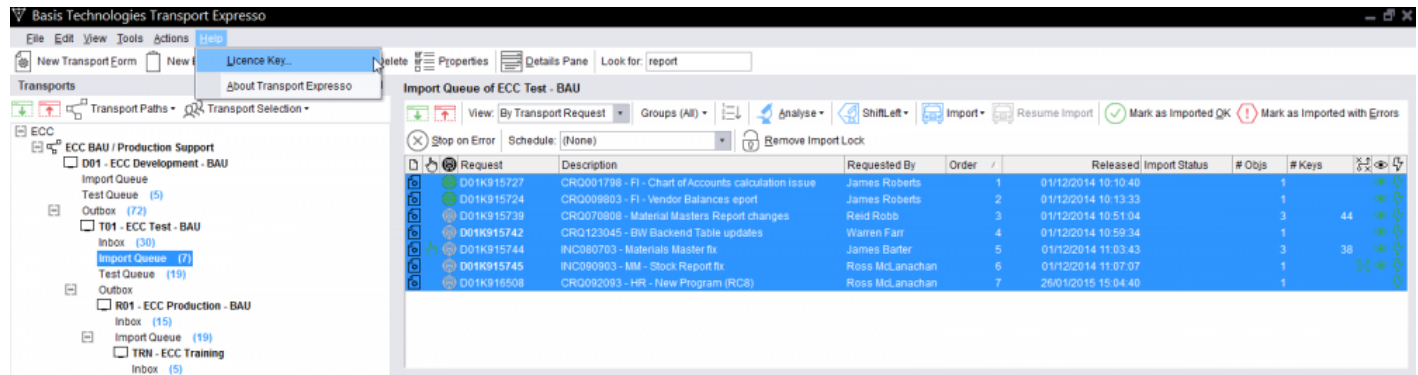 Basis Technologies Transport Expresso
File Edit View Tools Actions Help
New Transport Form New elete Properties Details Pane Look for: report
Licence Key...
About Transport Expresso
Transports
Transport Paths Transport Selection
ECC
ECC BAU / Production Support
D01 - ECC Development - BAU
Import Queue
Test Queue (5)
Outbox (72)
T01 - ECC Test - BAU
Inbox (30)
Import Queue (7)
Test Queue (19)
Outbox
R01 - ECC Production - BAU
Inbox (15)
Import Queue (19)
TRN - ECC Training
Inbox (5)
Import Queue of ECC Test - BAU
View: By Transport Request Groups (All) Analyse ShiftLeft Import Resume Import Mark as Imported OK Mark as Imported with Errors
Stop on Error Schedule: (None) Remove Import Lock
Request Description Requested By Order Released Import Status # Objs # Keys
D01K915727 CRQ001798 - FI - Chart of Accounts calculation issue James Roberts 1 01/12/2014 10:10:40 1
D01K915724 CRQ009803 - FI - Vendor Balances eport James Roberts 2 01/12/2014 10:13:33 1
D01K915739 CRQ070808 - Material Masters Report changes Reid Robb 3 01/12/2014 10:51:04 3 44
D01K915742 CRQ123045 - BW Backend Table updates Warren Farr 4 01/12/2014 10:59:34 1
D01K915744 INC080703 - Materials Master fix James Barter 5 01/12/2014 11:03:43 3 38
D01K915745 INC090903 - MM - Stock Report fix Ross McLanachan 6 01/12/2014 11:07:07 1
D01K916508 CRQ092093 - HR - New Program (RC8) Ross McLanachan 7 26/01/2015 15:04:40 1